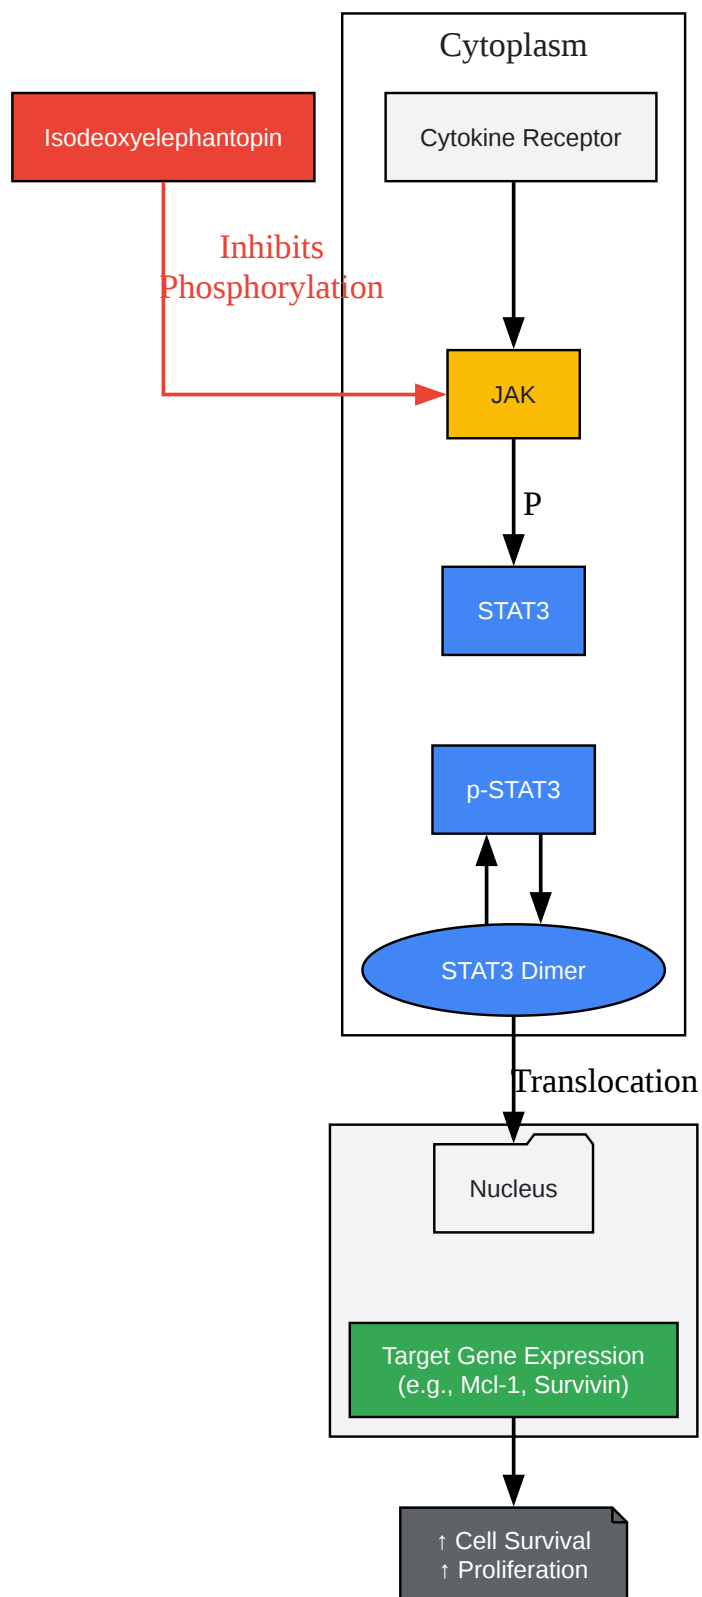 Cytoplasm
Isodeoxyelephantopin
Cytokine Receptor
Inhibits
Phosphorylation
JAK
P
STAT3
p-STAT3
STAT3 Dimer
Translocation
Nucleus
Target Gene Expression
(e.g., Mcl-1, Survivin)
↑ Cell Survival
↑ Proliferation